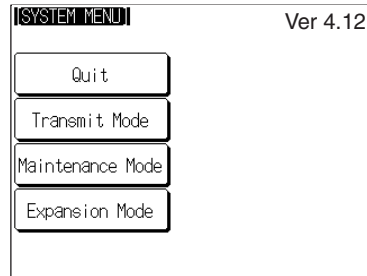 [SYSTEM MENU]
Ver 4.12
Quit
Transmit Mode
Maintenance Mode
Expansion Mode